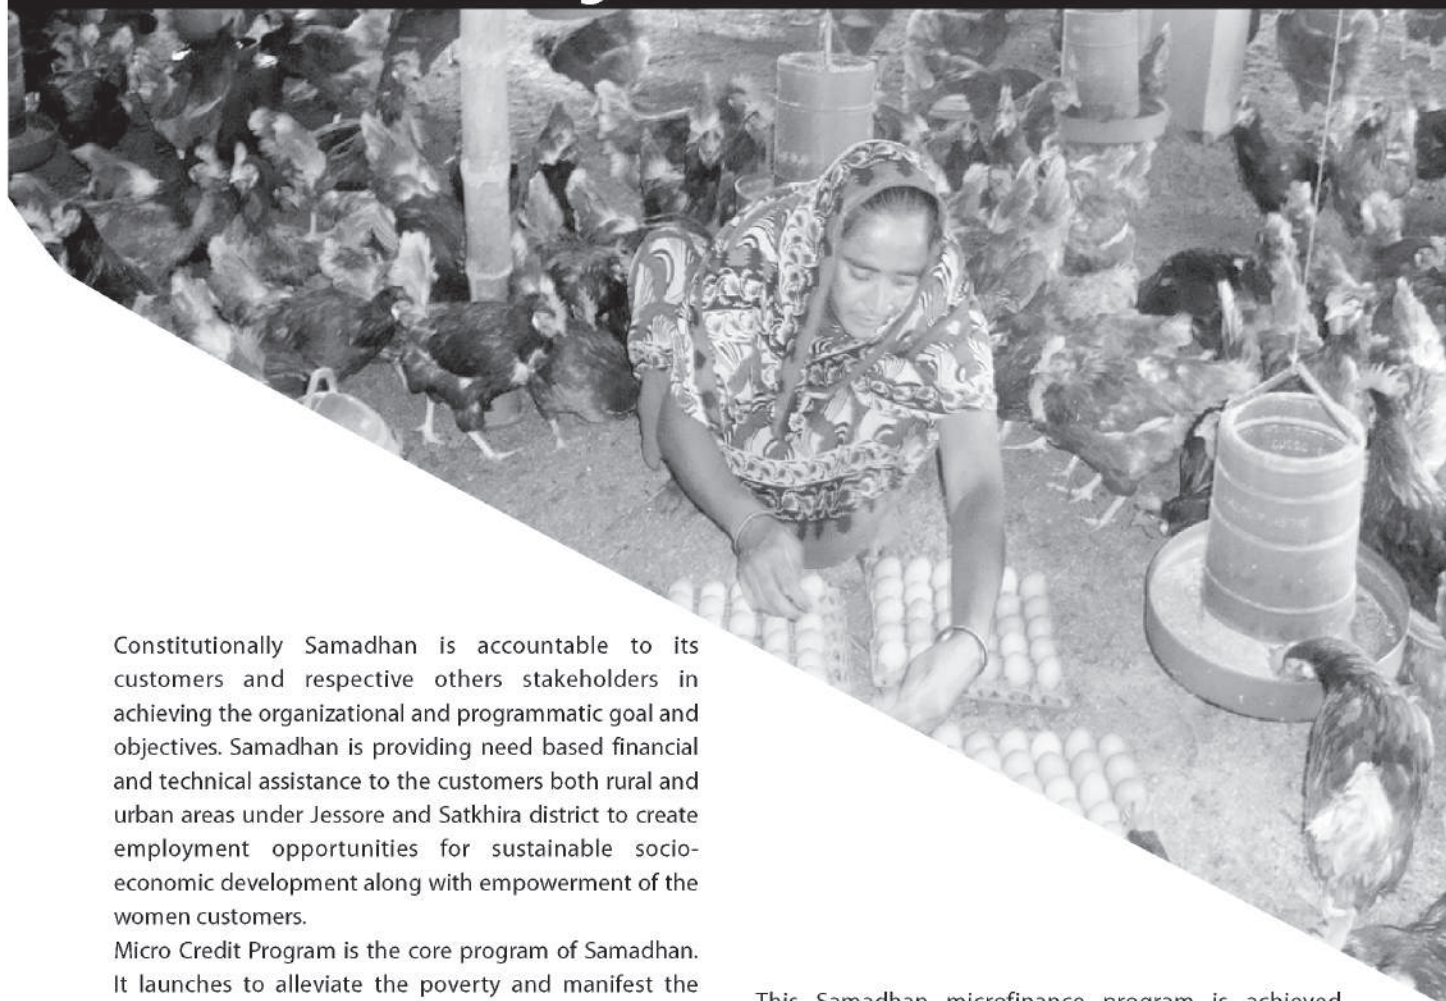 Constitutionally Samadhan is accountable to its
customers and respective others stakeholders in
achieving the organizational and programmatic goal and
objectives. Samadhan is providing need based financial
and technical assistance to the customers both rural and
urban areas under Jessore and Satkhira district to create
employment opportunities for sustainable socio-
economic development along with empowerment of the
women customers.
Micro Credit Program is the core program of Samadhan.
It launches to alleviate the poverty and manifest the
This Samadhan microfinance program is achieved